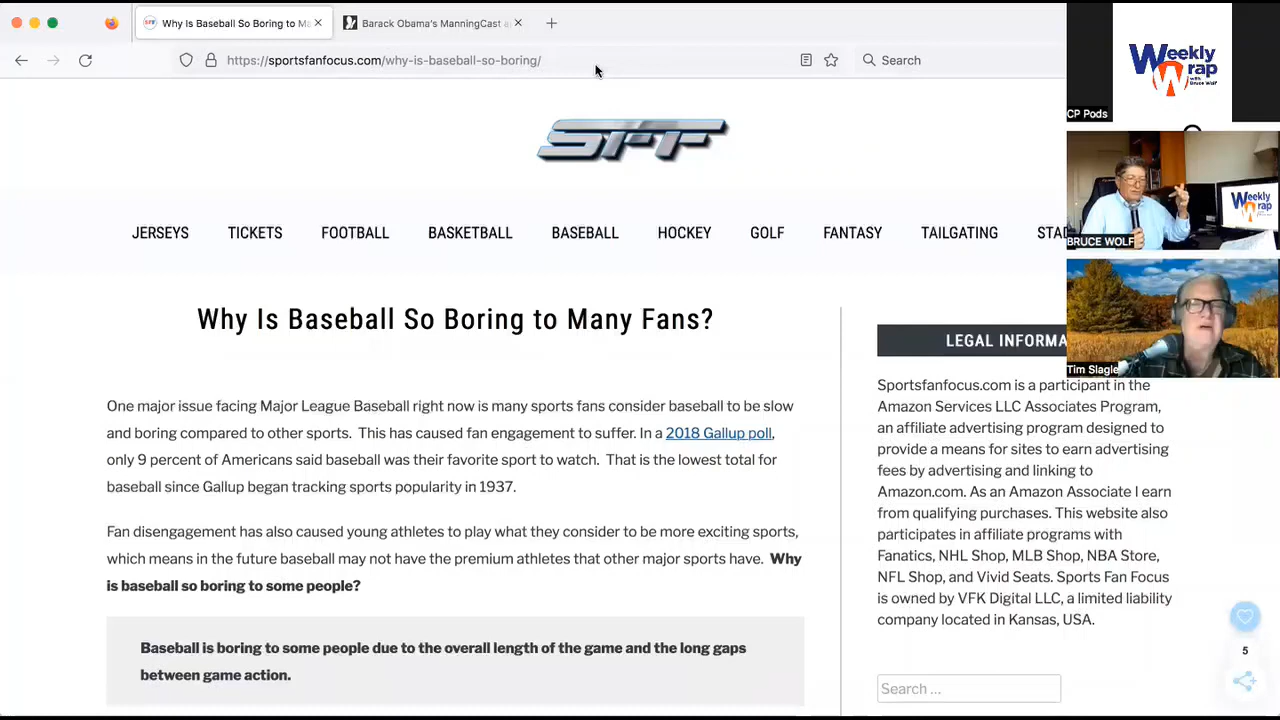 Why Is Baseball So Boring to Ma
Barack Obama's ManningCast a
https://sportsfanfocus.com/why-is-baseball-so-boring/
Search
SFF
JERSEYS
TICKETS
FOOTBALL
BASKETBALL
BASEBALL
HOCKEY
GOLF
FANTASY
TAILGATING
STAD
Why Is Baseball So Boring to Many Fans?
One major issue facing Major League Baseball right now is many sports fans consider baseball to be slow
and boring compared to other sports. This has caused fan engagement to suffer. In a 2018 Gallup poll,
only 9 percent of Americans said baseball was their favorite sport to watch. That is the lowest total for
baseball since Gallup began tracking sports popularity in 1937.
Fan disengagement has also caused young athletes to play what they consider to be more exciting sports,
which means in the future baseball may not have the premium athletes that other major sports have. Why
is baseball so boring to some people?
Baseball is boring to some people due to the overall length of the game and the long gaps
between game action.
LEGAL INFORMA
Sportsfanfocus.com is a participant in the
Amazon Services LLC Associates Program,
an affiliate advertising program designed to
provide a means for sites to earn advertising
fees by advertising and linking to
Amazon.com. As an Amazon Associate I earn
from qualifying purchases. This website also
participates in affiliate programs with
Fanatics, NHL Shop, MLB Shop, NBA Store,
NFL Shop, and Vivid Seats. Sports Fan Focus
is owned by VFK Digital LLC, a limited liability
company located in Kansas, USA.
Search ...
5
Weekly
Wrap
with Bruce Wolf
CP Pods
Weekly
Wrap
BRUCE WOLF
Tim Slagle